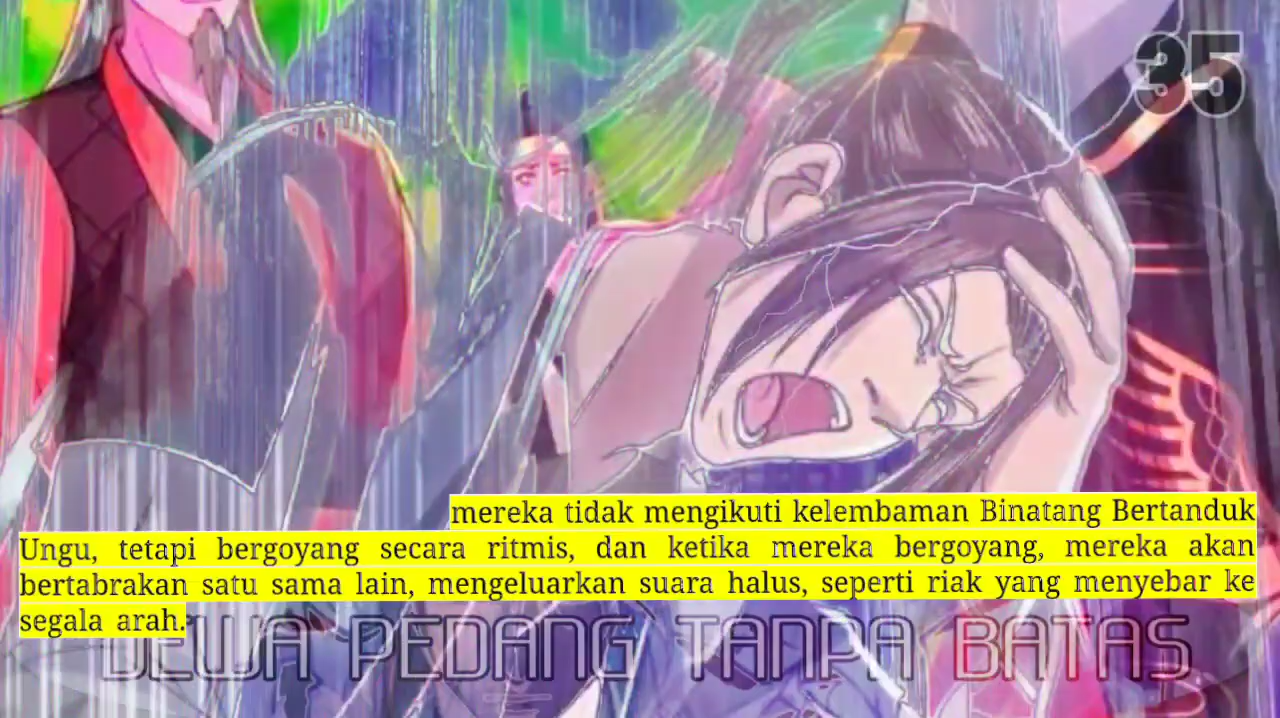 35
mereka tidak mengikuti kelembaman Binatang Bertanduk
Ungu, tetapi bergoyang secara ritmis, dan ketika mereka bergoyang, mereka akan
bertabrakan satu sama lain, mengeluarkan suara halus, seperti riak yang menyebar ke
segala arah.
DEWA PEDANG TANPA BATAS